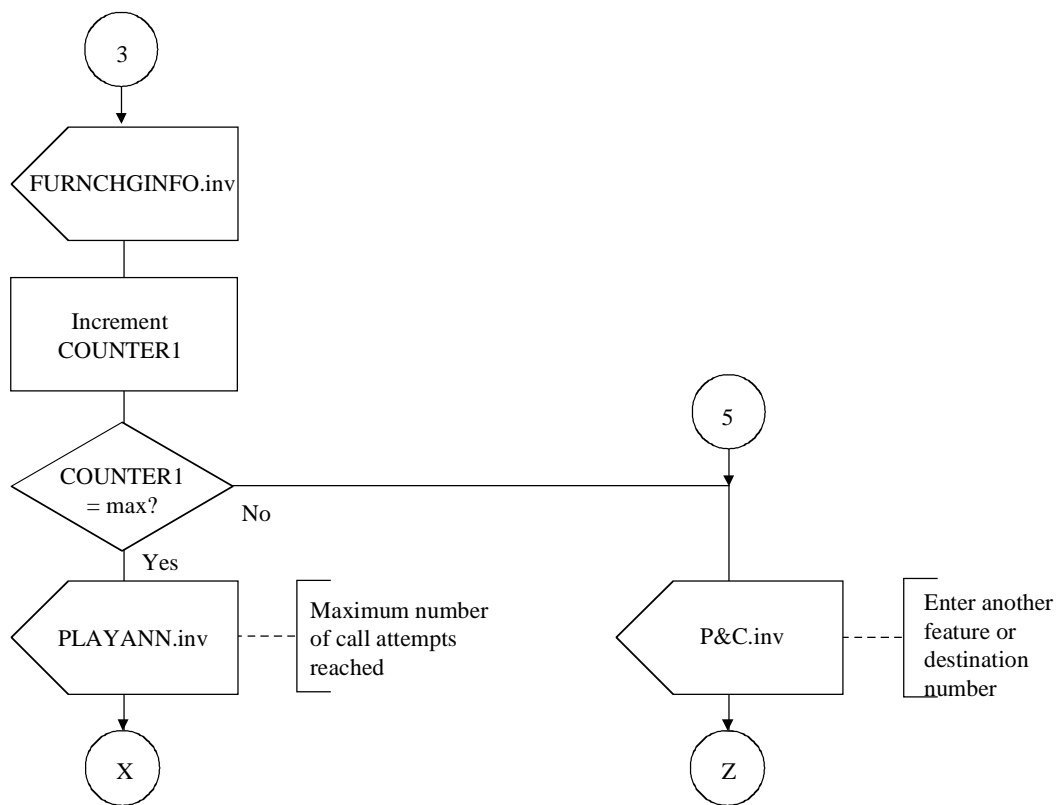 3
FURNCHGINFO.inv
Increment
COUNTER1
5
COUNTER1
= max?
No
Yes
PLAYANN.inv
Maximum number
of call attempts
reached
P&C.inv
Enter another
feature or
destination
number
X
Z